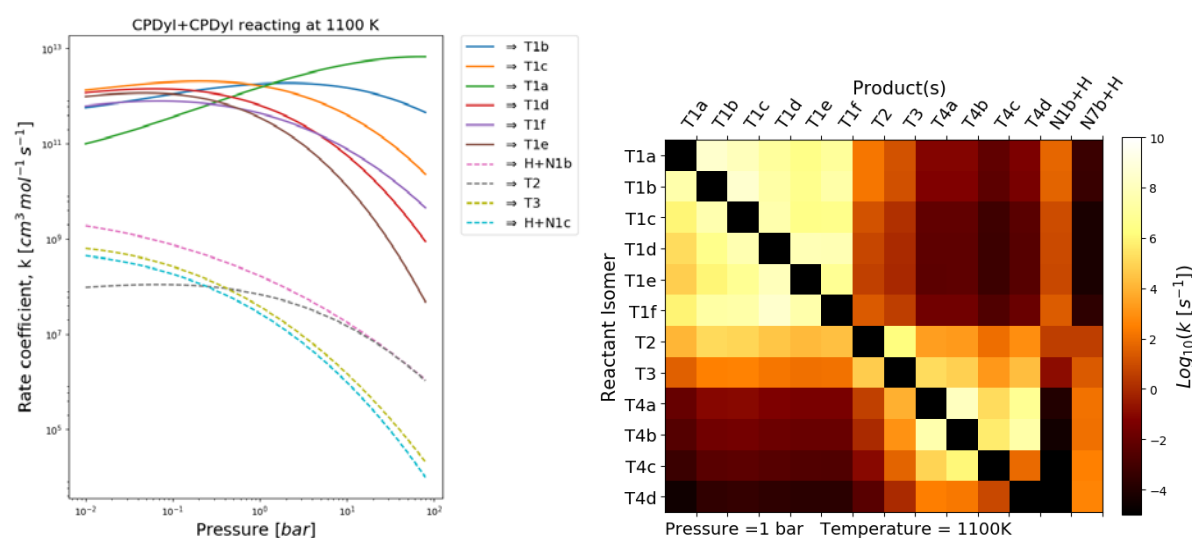 CPDyl+CPDyl reacting at 1100 K
10^13
10^11
10^9
10^7
10^5
Rate coefficient, k [cm^3 mol^-1 s^-1]
10^-2
10^-1
10^0
10^1
10^2
Pressure [bar]
⇒ T1b
⇒ T1c
⇒ T1a
⇒ T1d
⇒ T1f
⇒ T1e
⇒ H+N1b
⇒ T2
⇒ T3
⇒ H+N1c
Product(s)
T1a T1b T1c T1d T1e T1f T2 T3 T4a T4b T4c T4d N1b+H N7b+H
Reactant Isomer
T1a
T1b
T1c
T1d
T1e
T1f
T2
T3
T4a
T4b
T4c
T4d
Pressure =1 bar Temperature = 1100K
10
8
6
4
2
0
−2
−4
Log10(k [s^-1])